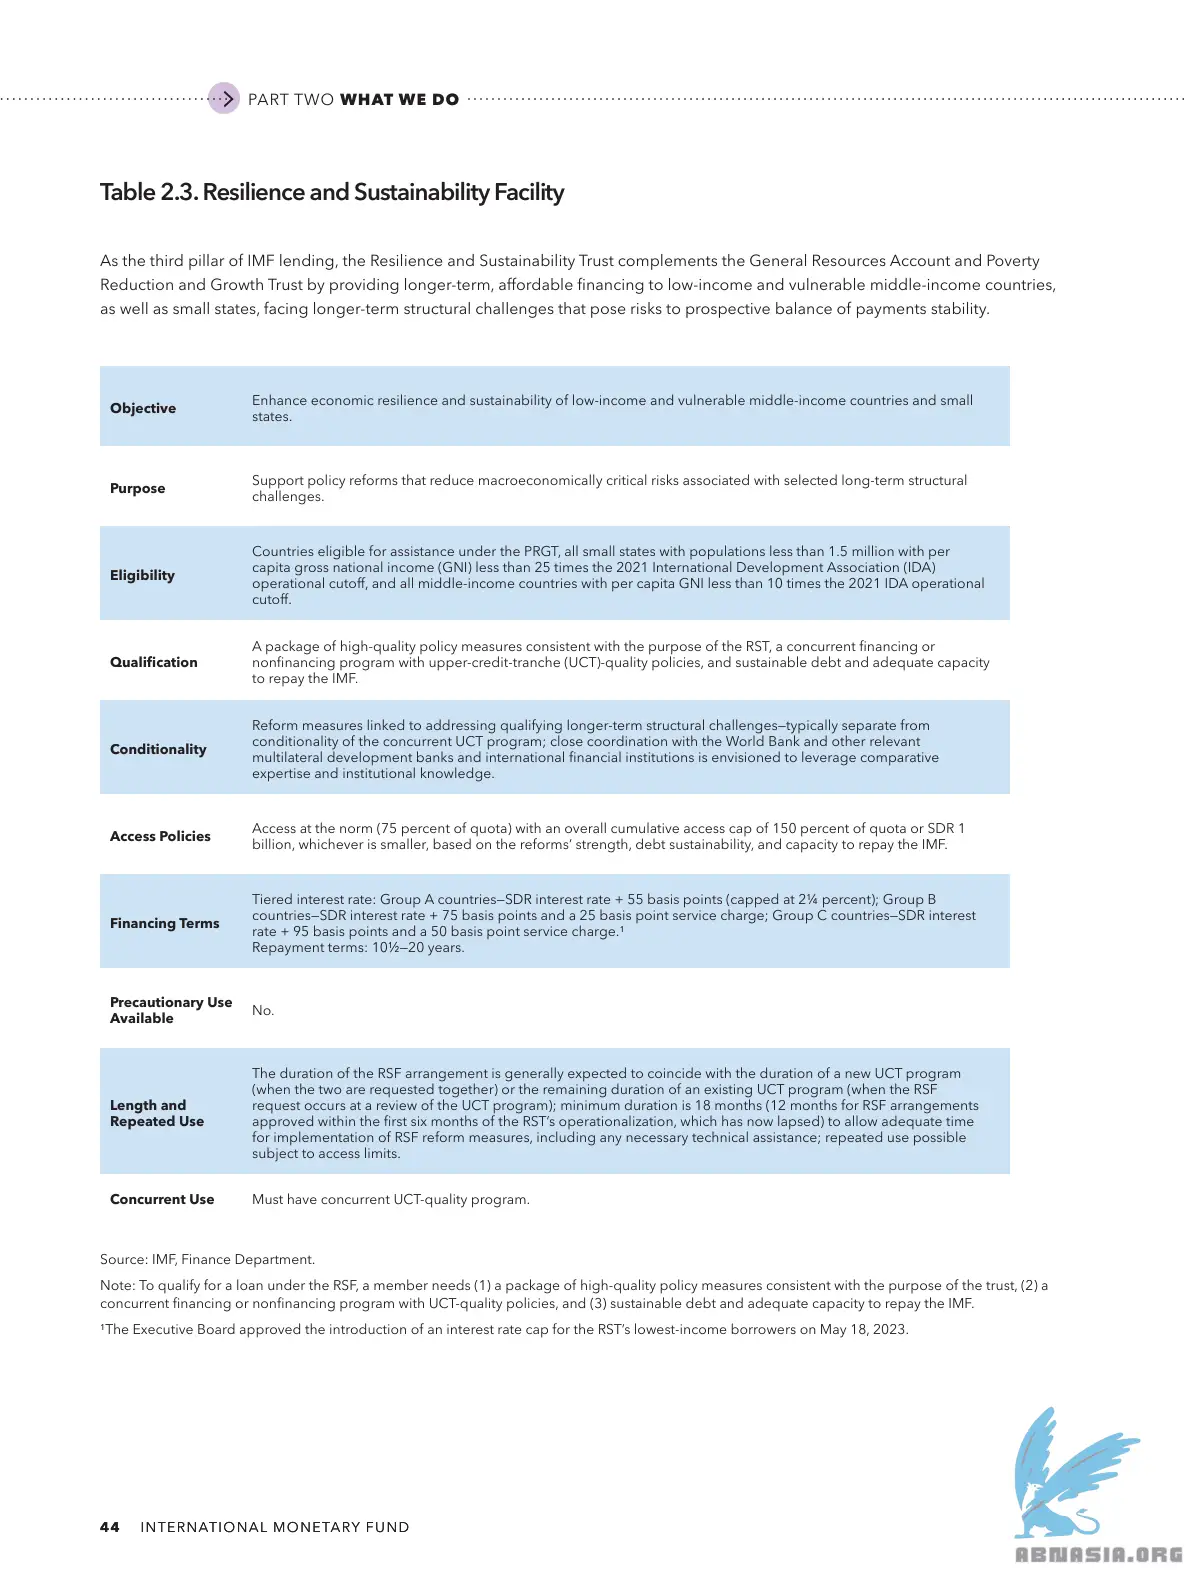 PART TWO WHAT WE DO
Table 2.3. Resilience and Sustainability Facility
As the third pillar of IMF lending, the Resilience and Sustainability Trust complements the General Resources Account and Poverty
Reduction and Growth Trust by providing longer-term, affordable financing to low-income and vulnerable middle-income countries,
as well as small states, facing longer-term structural challenges that pose risks to prospective balance of payments stability.
Objective
Enhance economic resilience and sustainability of low-income and vulnerable middle-income countries and small
states.
Purpose
Support policy reforms that reduce macroeconomically critical risks associated with selected long-term structural
challenges.
Eligibility
Countries eligible for assistance under the PRGT, all small states with populations less than 1.5 million with per
capita gross national income (GNI) less than 25 times the 2021 International Development Association (IDA)
operational cutoff, and all middle-income countries with per capita GNI less than 10 times the 2021 IDA operational
cutoff.
Qualification
A package of high-quality policy measures consistent with the purpose of the RST, a concurrent financing or
nonfinancing program with upper-credit-tranche (UCT)-quality policies, and sustainable debt and adequate capacity
to repay the IMF.
Conditionality
Reform measures linked to addressing qualifying longer-term structural challenges—typically separate from
conditionality of the concurrent UCT program; close coordination with the World Bank and other relevant
multilateral development banks and international financial institutions is envisioned to leverage comparative
expertise and institutional knowledge.
Access Policies
Access at the norm (75 percent of quota) with an overall cumulative access cap of 150 percent of quota or SDR 1
billion, whichever is smaller, based on the reforms’ strength, debt sustainability, and capacity to repay the IMF.
Financing Terms
Tiered interest rate: Group A countries—SDR interest rate + 55 basis points (capped at 2¼ percent); Group B
countries—SDR interest rate + 75 basis points and a 25 basis point service charge; Group C countries—SDR interest
rate + 95 basis points and a 50 basis point service charge.¹
Repayment terms: 10½—20 years.
Precautionary Use
Available
No.
Length and
Repeated Use
The duration of the RSF arrangement is generally expected to coincide with the duration of a new UCT program
(when the two are requested together) or the remaining duration of an existing UCT program (when the RSF
request occurs at a review of the UCT program); minimum duration is 18 months (12 months for RSF arrangements
approved within the first six months of the RST’s operationalization, which has now lapsed) to allow adequate time
for implementation of RSF reform measures, including any necessary technical assistance; repeated use possible
subject to access limits.
Concurrent Use
Must have concurrent UCT-quality program.
Source: IMF, Finance Department.
Note: To qualify for a loan under the RSF, a member needs (1) a package of high-quality policy measures consistent with the purpose of the trust, (2) a
concurrent financing or nonfinancing program with UCT-quality policies, and (3) sustainable debt and adequate capacity to repay the IMF.
¹The Executive Board approved the introduction of an interest rate cap for the RST’s lowest-income borrowers on May 18, 2023.
44 INTERNATIONAL MONETARY FUND
ABNASIA.ORG